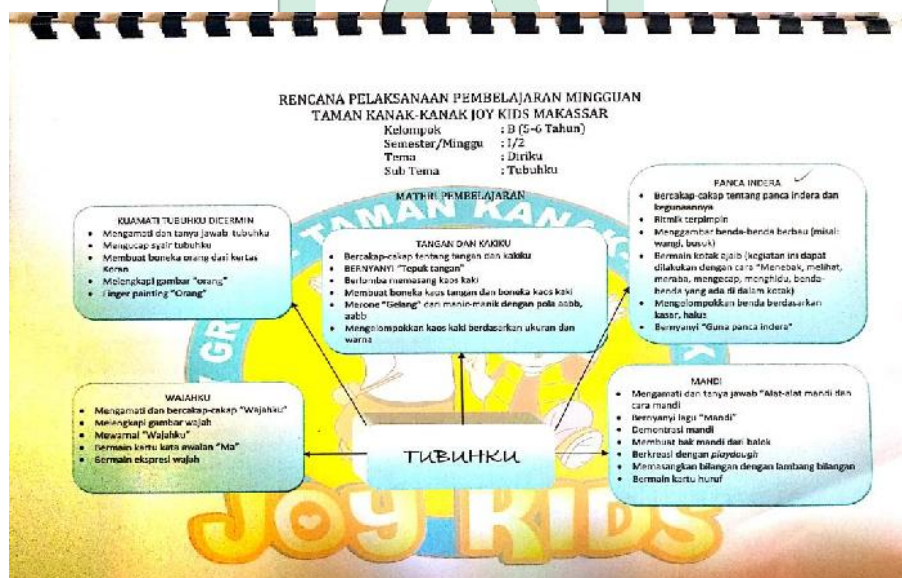 RENCANA PELAKSANAAN PEMBELAJARAN MINGGUAN
TAMAN KANAK-KANAK JOY KIDS MAKASSAR
Kelompok : B (5-6 Tahun)
Semester/Minggu : I/2
Tema : Diriku
Sub Tema : Tubuhku
MATERI PEMBELAJARAN
KUAMATI TUBUHKU DICERMIN
• Mengamati dan tanya jawab tubuhku
• Mengucap syair tubuhku
• Membuat boneka orang dari kertas
Koran
• Melengkapi gambar "orang"
• Finger painting "Orang"
TANGAN DAN KAKIKU
• Bercakap-cakap tentang tangan dan kakiku
• BERNYANYI "Tepuk tangan"
• Berlomba memasang kaos kaki
• Membuat boneka kaos tangan dan boneka kaos kaki
• Merone "Gelang" dari manik-manik dengan pola aabb,
aabb
• Mengelompokkan kaos kaki berdasarkan ukuran dan
warna
PANCA INDERA
• Bercakap-cakap tentang panca indera dan
kegunaannya
• Ritmik terpimpin
• Menggambar benda-benda berbau (misal:
wangi, busuk)
• Bermain kotak ajaib (kegiatan ini dapat
dilakukan dengan cara "Menebak, melihat,
meraba, mengecap, menghidu, benda-
benda yang ada di dalam kotak)
• Mengelompokkan benda berdasarkan
kasar, halus
• Bernyanyi "Guna panca indera"
WAJAHKU
• Mengamati dan bercakap-cakap "Wajahku"
• Melengkapi gambar wajah
• Mewarnai "Wajahku"
• Bermain kartu kata awalan "Ma"
• Bermain ekspresi wajah
TUBUHKU
MANDI
• Mengamati dan tanya jawab "Alat-alat mandi dan
cara mandi
• Bernyanyi lagu "Mandi"
• Demontrasi mandi
• Membuat bak mandi dari balok
• Berkreasi dengan playdough
• Memasangkan bilangan dengan lambang bilangan
• Bermain kartu huruf
TAMAN KANAK
GR
JOY KIDS